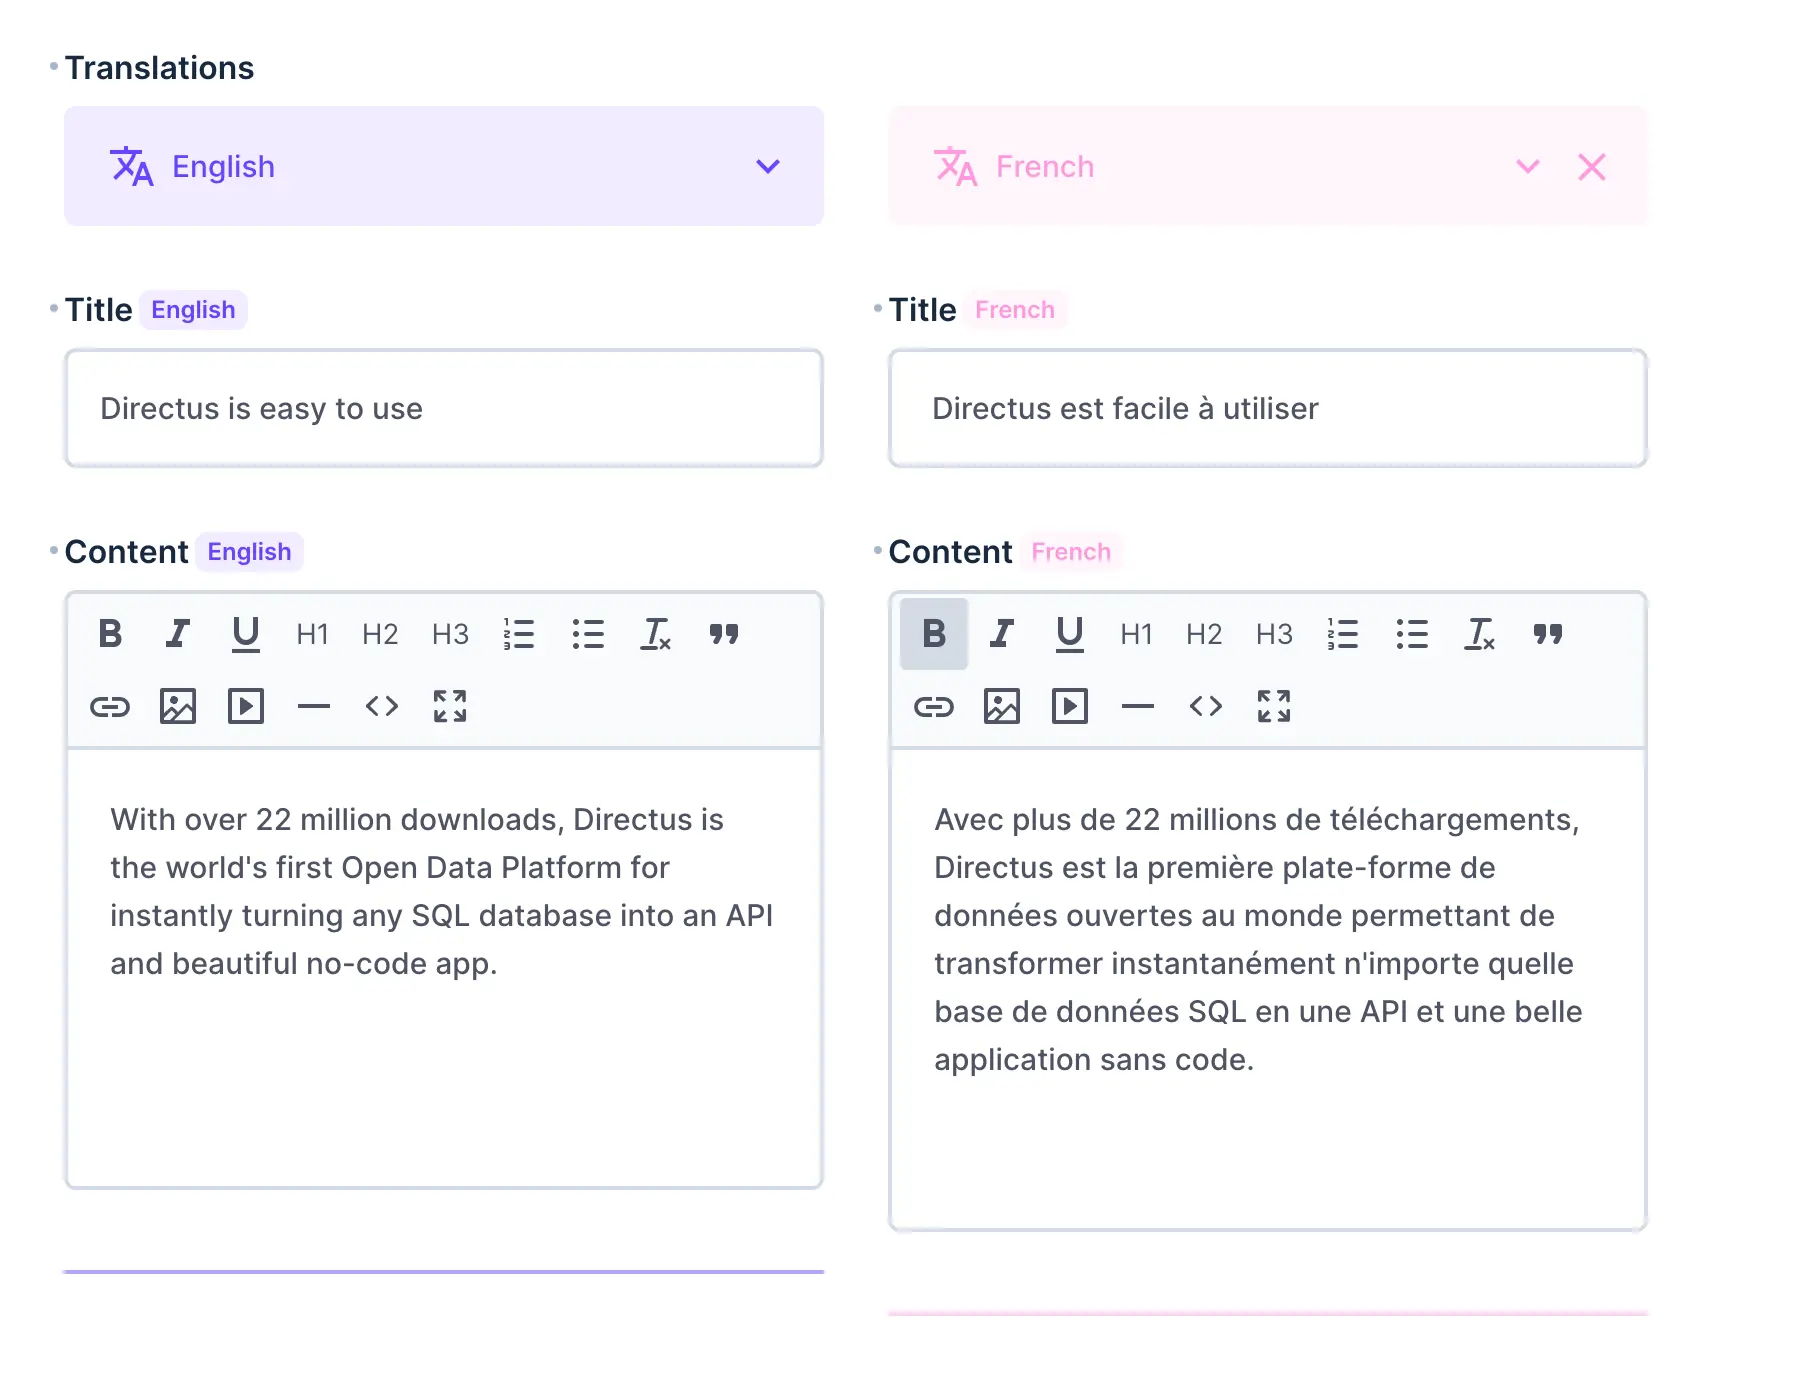 Translations
English
French
Title English
Title French
Directus is easy to use
Directus est facile à utiliser
Content English
Content French
B I U H1 H2 H3
B I U H1 H2 H3
With over 22 million downloads, Directus is
the world's first Open Data Platform for
instantly turning any SQL database into an API
and beautiful no-code app.
Avec plus de 22 millions de téléchargements,
Directus est la première plate-forme de
données ouvertes au monde permettant de
transformer instantanément n'importe quelle
base de données SQL en une API et une belle
application sans code.